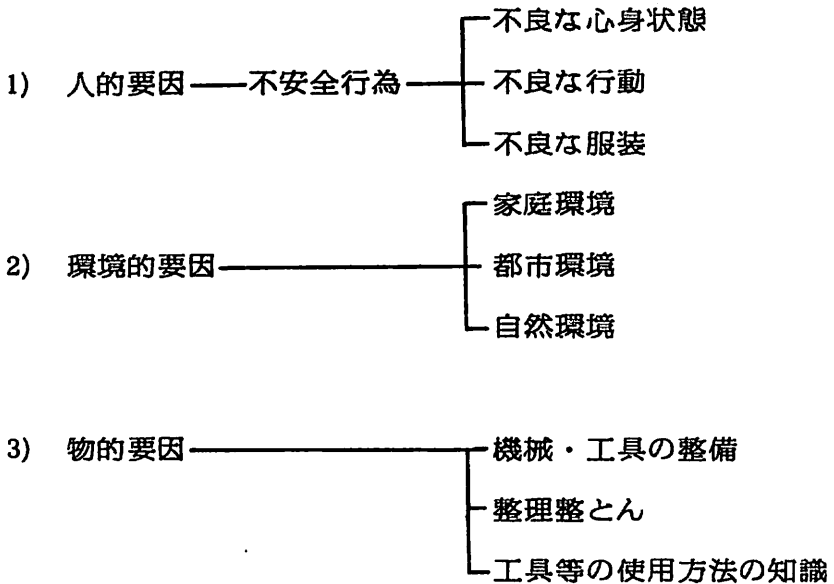 不良な心身状態
1) 人的要因 不安全行為 不良な行動
不良な服装
家庭環境
2) 環境的要因 都市環境
自然環境
3) 物的要因 機械・工具の整備
整理整とん
工具等の使用方法の知識